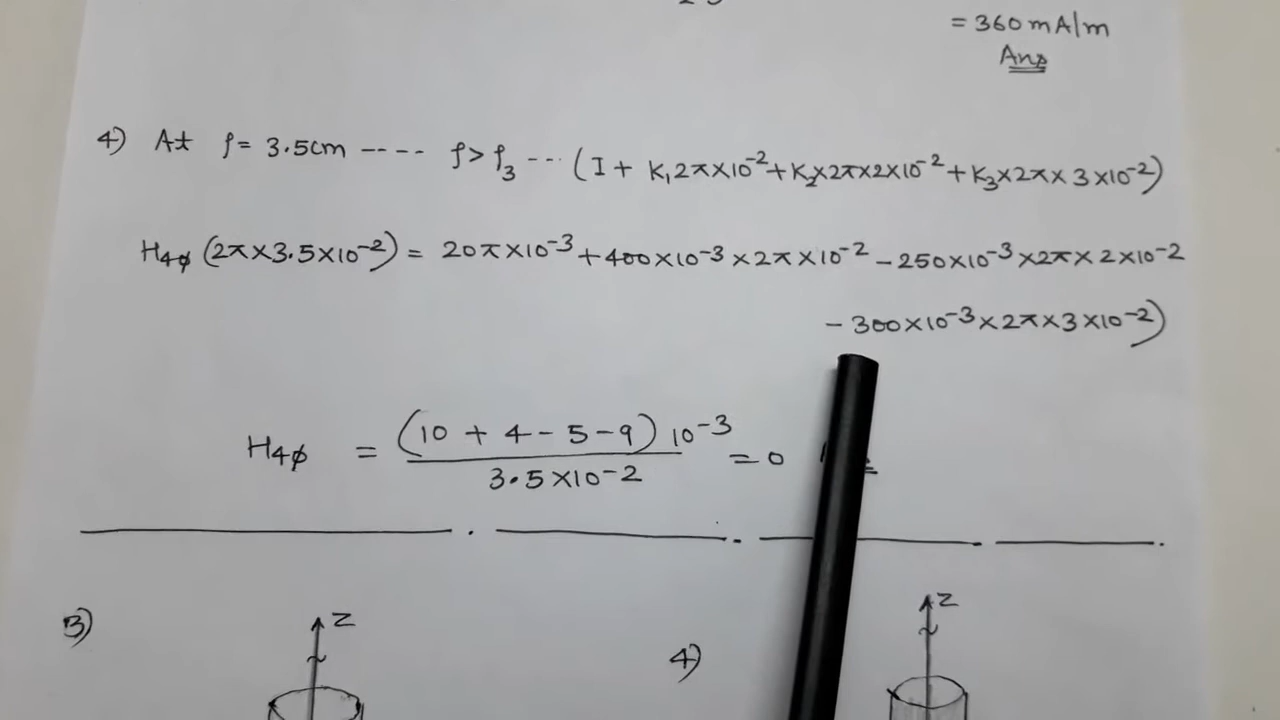 = 360 mA/m
Ans
4) At ρ = 3.5cm ---- ρ > ρ₃ --- (I + K₁2π×10⁻² + K₂×2π×2×10⁻² + K₃×2π×3×10⁻²)
H₄φ (2π×3.5×10⁻²) = 20π×10⁻³ + 400×10⁻³×2π×10⁻² - 250×10⁻³×2π×2×10⁻²
- 300×10⁻³×2π×3×10⁻²)
H₄φ = (10 + 4 - 5 - 9) 10⁻³ / 3.5×10⁻² = 0
3) 4)
Z Z